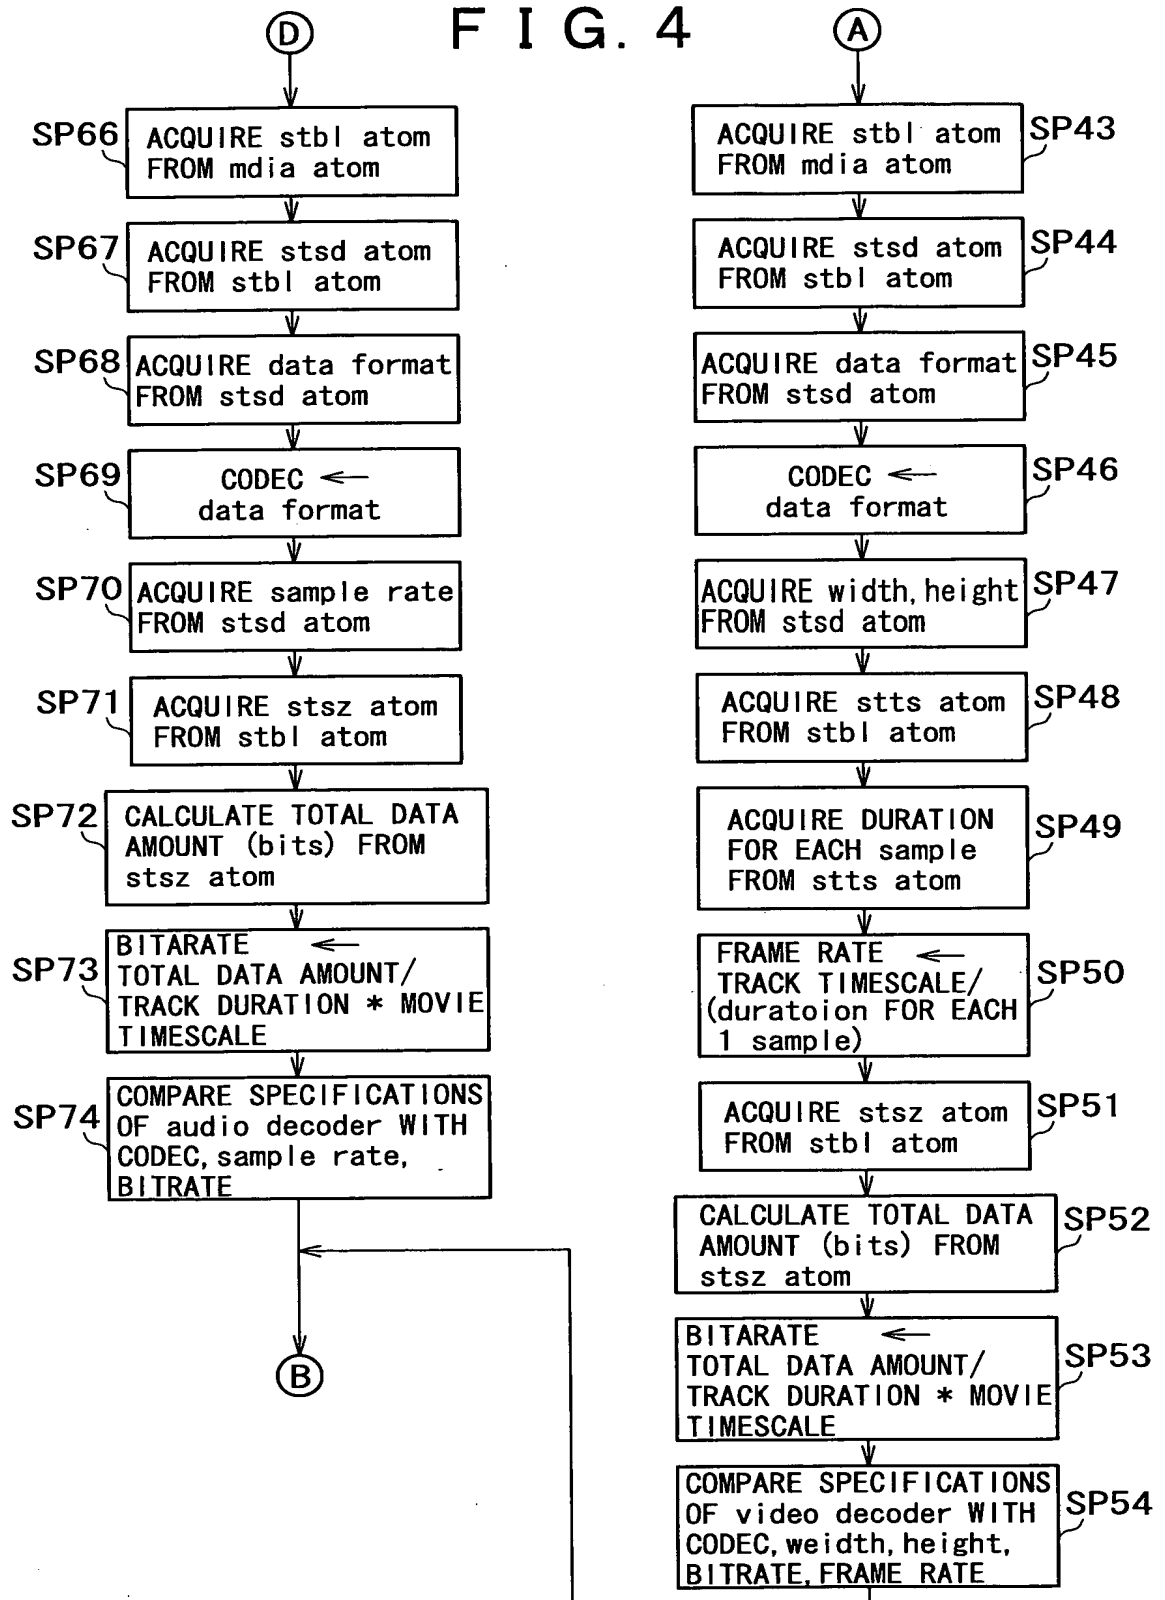 FIG. 4
D
SP66
ACQUIRE stbl atom
FROM mdia atom
SP67
ACQUIRE stsd atom
FROM stbl atom
SP68
ACQUIRE data format
FROM stsd atom
SP69
CODEC ←
data format
SP70
ACQUIRE sample rate
FROM stsd atom
SP71
ACQUIRE stsz atom
FROM stbl atom
SP72
CALCULATE TOTAL DATA
AMOUNT (bits) FROM
stsz atom
SP73
BITARATE ←
TOTAL DATA AMOUNT/
TRACK DURATION * MOVIE
TIMESCALE
SP74
COMPARE SPECIFICATIONS
OF audio decoder WITH
CODEC, sample rate,
BITRATE
B
A
SP43
ACQUIRE stbl atom
FROM mdia atom
SP44
ACQUIRE stsd atom
FROM stbl atom
SP45
ACQUIRE data format
FROM stsd atom
SP46
CODEC ←
data format
SP47
ACQUIRE width, height
FROM stsd atom
SP48
ACQUIRE stts atom
FROM stbl atom
SP49
ACQUIRE DURATION
FOR EACH sample
FROM stts atom
SP50
FRAME RATE ←
TRACK TIMESCALE/
(duratoion FOR EACH
1 sample)
SP51
ACQUIRE stsz atom
FROM stbl atom
SP52
CALCULATE TOTAL DATA
AMOUNT (bits) FROM
stsz atom
SP53
BITARATE ←
TOTAL DATA AMOUNT/
TRACK DURATION * MOVIE
TIMESCALE
SP54
COMPARE SPECIFICATIONS
OF video decoder WITH
CODEC, weidth, height,
BITRATE, FRAME RATE